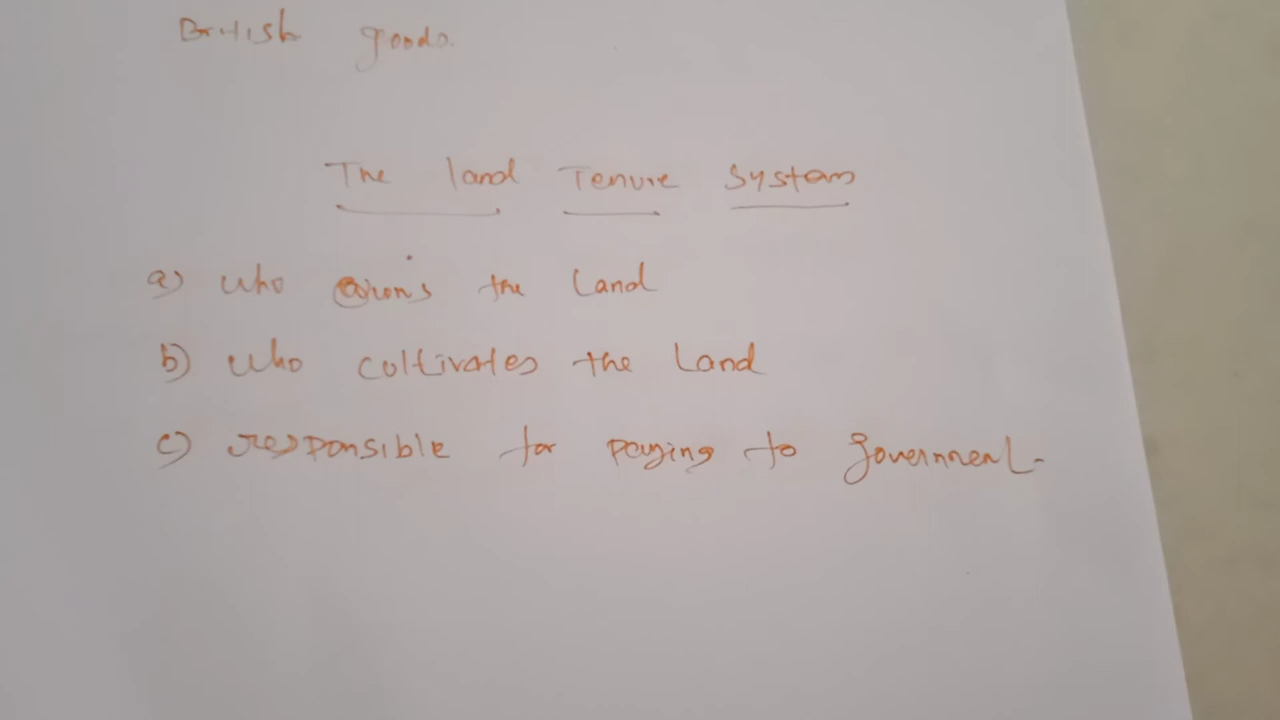 British goods.
The land Tenure System
a) who owns the Land
b) who cultivates the Land
c) responsible for paying to government.